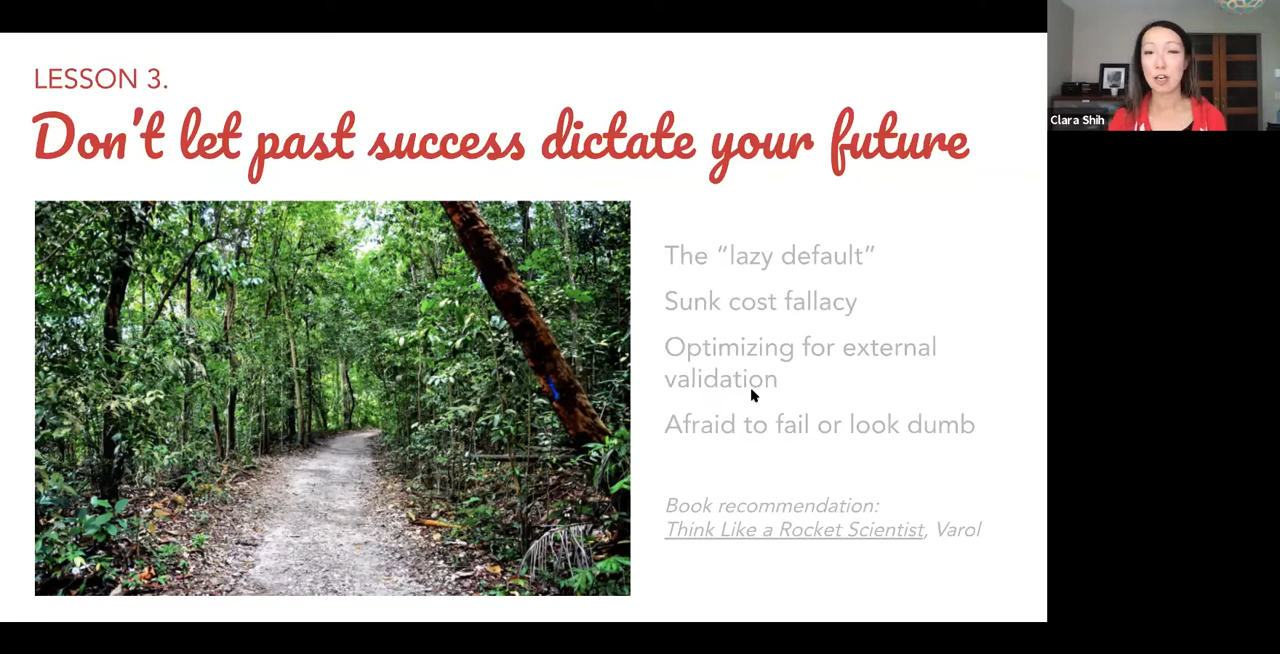 LESSON 3.
Don't let past success dictate your future
The “lazy default”
Sunk cost fallacy
Optimizing for external
validation
Afraid to fail or look dumb
Book recommendation:
Think Like a Rocket Scientist, Varol
Clara Shih